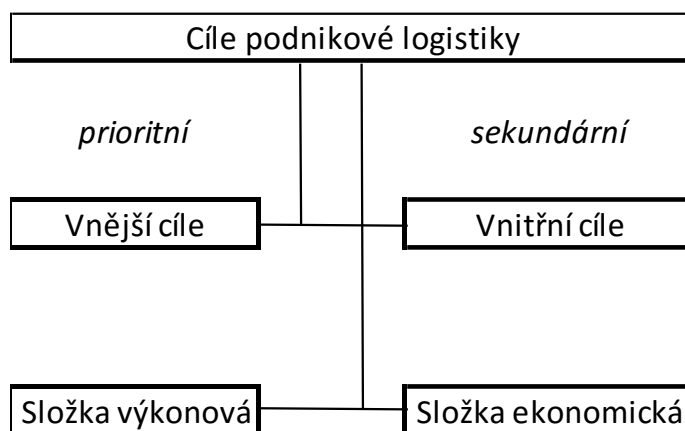 Cíle podnikové logistiky
prioritní sekundární
Vnější cíle Vnitřní cíle
Složka výkonová Složka ekonomická